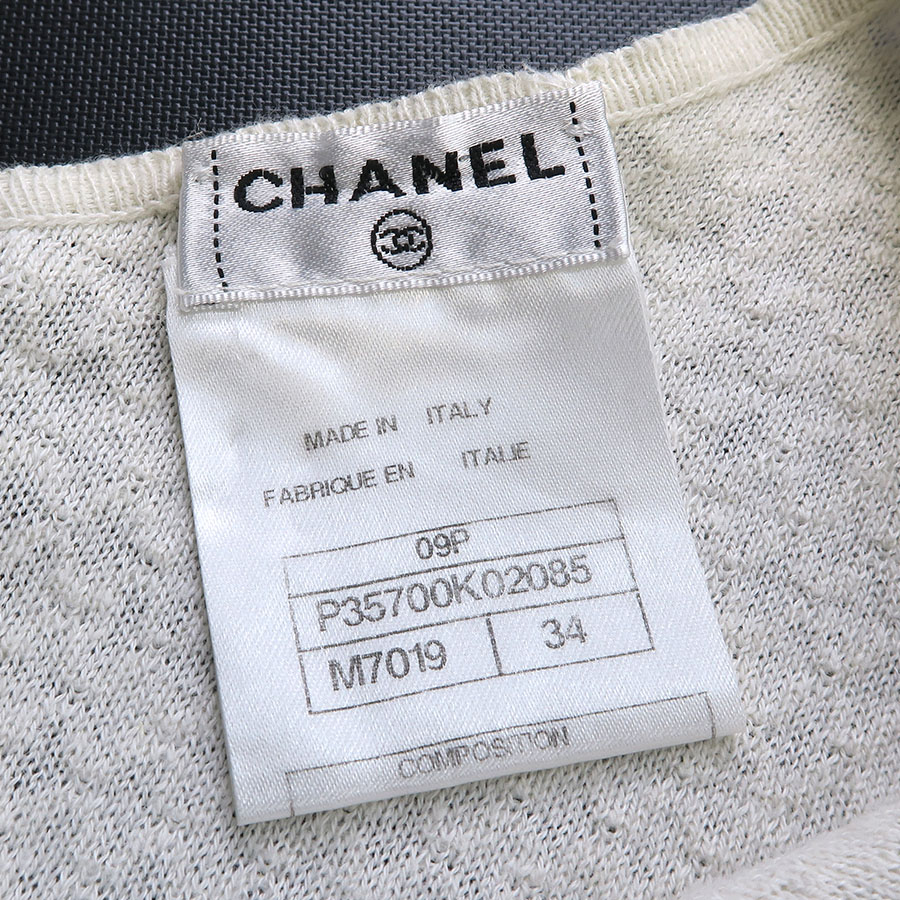 CHANEL
MADE IN ITALY
FABRIQUE EN ITALIE
09P
P35700K02085
M7019 34
COMPOSITION